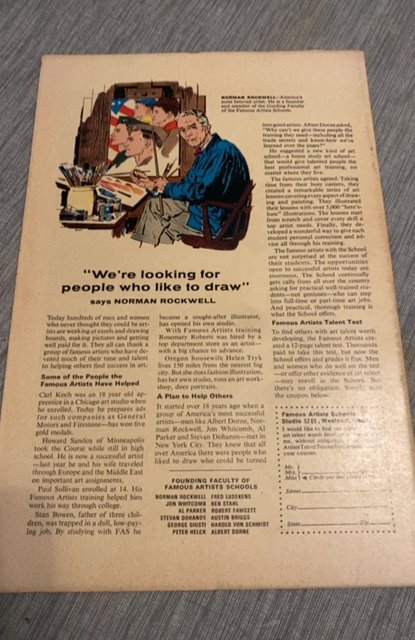 NORMAN ROCKWELL—America's
most beloved artist. He is a founder
and member of the Guiding Faculty
of the Famous Artists Schools.
"We're looking for
people who like to draw"
says NORMAN ROCKWELL
Today hundreds of men and women
who never thought they could be art-
ists are working at easels and drawing
boards, making pictures and getting
well paid for it. They all can thank a
group of famous artists who have de-
voted much of their time and talent
to helping others find success in art.
Some of the People the
Famous Artists Have Helped
Carl Koch was an 18 year old ap-
prentice in a Chicago art studio when
he enrolled. Today he prepares ads
for such companies as General
Motors and Firestone—has won five
gold medals.
Howard Sanden of Minneapolis
took the Course while still in high
school. He is now a successful artist
—last year he and his wife traveled
through Europe and the Middle East
on important art assignments.
Paul Sullivan enrolled at 14. His
Famous Artists training helped him
work his way through college.
Stan Bowen, father of three chil-
dren, was trapped in a dull, low-pay-
ing job. By studying with FAS he
became a sought-after illustrator,
has opened his own studio.
With Famous Artists training
Rosemary Roberts was hired by a
top department store as an artist—
with a big chance to advance.
Oregon housewife Helen Tryk
lives 150 miles from the nearest big
city. But she does fashion illustration,
has her own studio, runs an art work-
shop, does portraits.
A Plan to Help Others
It started over 18 years ago when a
group of America's most successful
artists—men like Albert Dorne, Nor-
man Rockwell, Jon Whitcomb, Al
Parker and Stevan Dohanos—met in
New York City. They knew that all
over America there were people who
liked to draw who could be turned
FOUNDING FACULTY OF
FAMOUS ARTISTS SCHOOLS
NORMAN ROCKWELL FRED LUDEKENS
JON WHITCOMB BEN STAHL
AL PARKER ROBERT FAWCETT
STEVAN DOHANOS AUSTIN BRIGGS
GEORGE GIUSTI HAROLD VON SCHMIDT
PETER HELCK ALBERT DORNE
into good artists. Albert Dorne asked,
"Why can't we give these people the
training they need—including all the
trade secrets and know-how we've
learned over the years?"
He suggested a new kind of art
school—a home study art school—
that would give talented people the
best professional art training, no
matter where they live.
The famous artists agreed. Taking
time from their busy careers, they
created a remarkable series of art
lessons covering every aspect of draw-
ing and painting. They illustrated
their lessons with over 5,000 "here's-
how" illustrations. The lessons start
from scratch and cover every skill a
top artist needs. Finally, they de-
veloped a wonderful way to give each
student personal correction and ad-
vice all through his training.
The famous artists with the School
are not surprised at the success of
their students. The opportunities
open to successful artists today are
enormous. The School continually
gets calls from all over the country
asking for practical well-trained stu-
dents—not geniuses—who can step
into full-time or part-time art jobs.
And practical, thorough training is
what the School offers.
Famous Artists Talent Test
To find others with art talent worth
developing, the Famous Artists cre-
ated a 12-page talent Test. Thousands
paid to take this test, but now the
School offers and grades it free. Men
and women who do well on the test
—or offer other evidence of art talent
—may enroll in the School. But
there's no obligation. Simply send
the coupon below.
Famous Artists Schools
Studio 5265, Westport,
I would like to find
art talent worth
me, without obligation,
Artists Talent
Mr.
Mrs.
Miss Circle one and
Street
City
State Zip